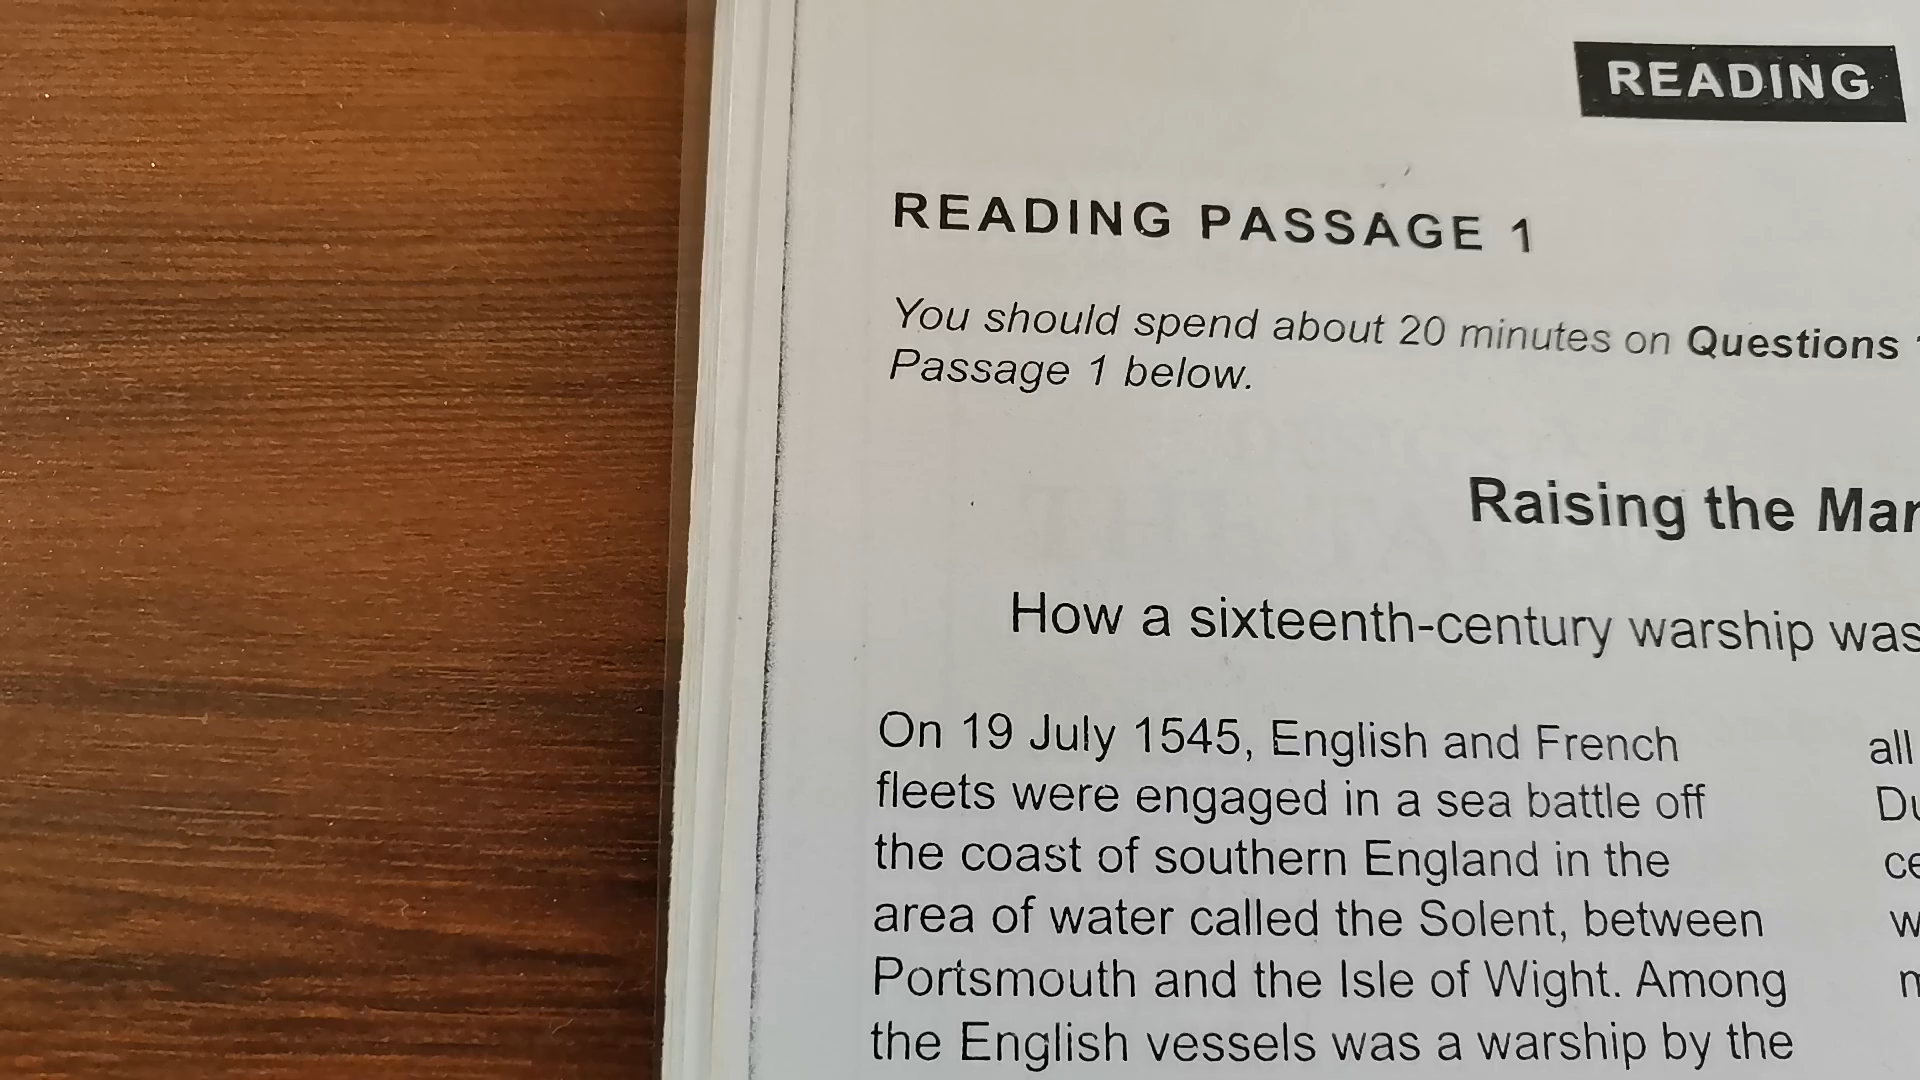 READING
READING PASSAGE 1
You should spend about 20 minutes on Questions
Passage 1 below.
Raising the
How a sixteenth-century warship was
On 19 July 1545, English and French
fleets were engaged in a sea battle off
the coast of southern England in the
area of water called the Solent, between
Portsmouth and the Isle of Wight. Among
the English vessels was a warship by the
all